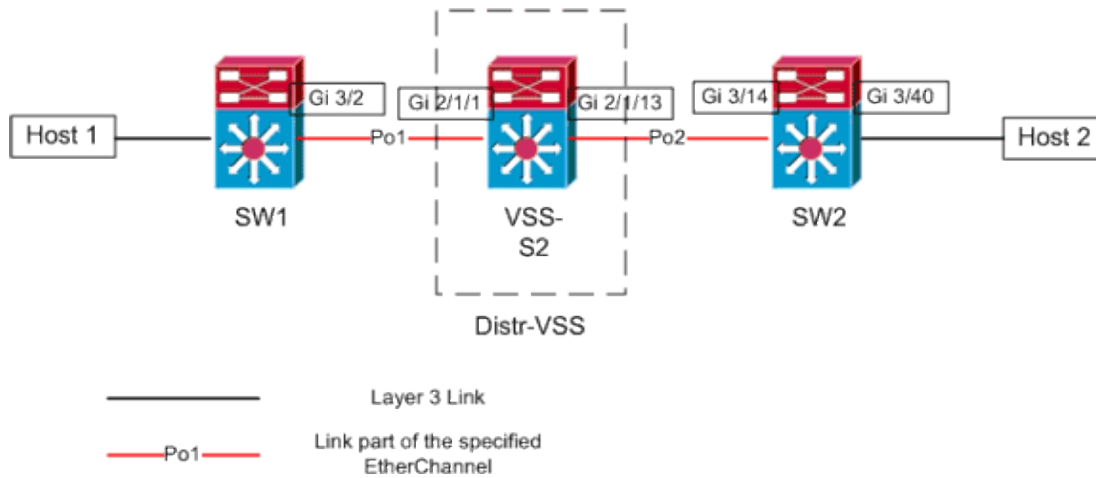 Gi 3/2
Gi 2/1/1
Gi 2/1/13
Gi 3/14
Gi 3/40
Host 1
Po1
Po2
Host 2
SW1
VSS-
S2
SW2
Distr-VSS
Layer 3 Link
Po1
Link part of the specified
EtherChannel